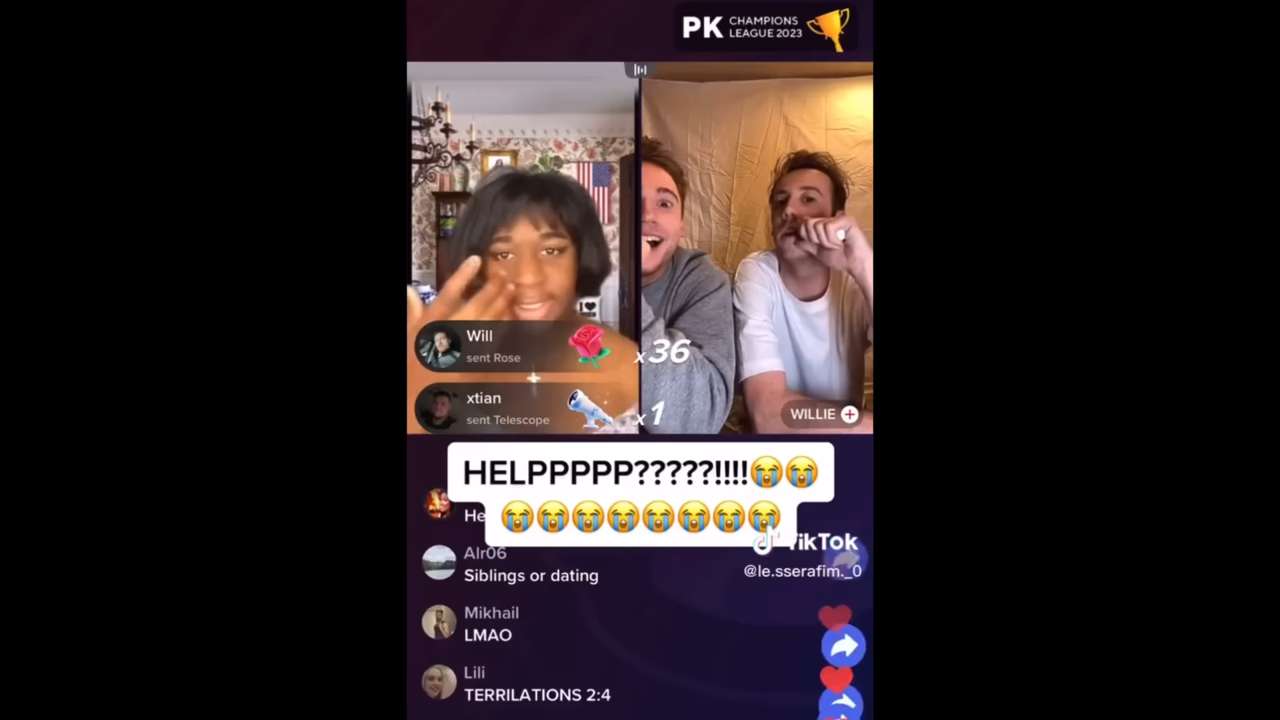 PK CHAMPIONS
LEAGUE 2023
I ❤
Will
sent Rose
x36
xtian
sent Telescope
x1
WILLIE
HELPPPPP?????!!!!😭😭
😭😭😭😭😭😭😭😭
He
Alr06
Siblings or dating
TikTok
@le.sserafim._0
Mikhail
LMAO
Lili
TERRILATIONS 2:4